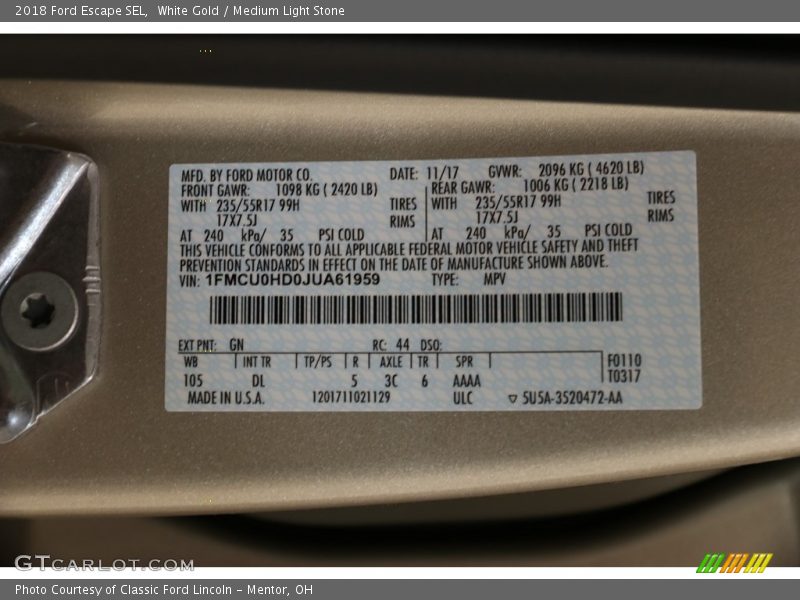 2018 Ford Escape SEL,  White Gold / Medium Light Stone
MFD. BY FORD MOTOR CO. DATE: 11/17 GVWR: 2096 KG ( 4620 LB)
FRONT GAWR: 1098 KG ( 2420 LB) REAR GAWR: 1006 KG ( 2218 LB)
WITH 235/55R17 99H TIRES WITH 235/55R17 99H TIRES
17X7.5J RIMS 17X7.5J RIMS
AT 240 kPa/ 35 PSI COLD AT 240 kPa/ 35 PSI COLD
THIS VEHICLE CONFORMS TO ALL APPLICABLE FEDERAL MOTOR VEHICLE SAFETY AND THEFT
PREVENTION STANDARDS IN EFFECT ON THE DATE OF MANUFACTURE SHOWN ABOVE.
VIN: 1FMCU0HD0JUA61959 TYPE: MPV
EXT PNT: GN RC: 44 DSO:
WB INT TR TP/PS R AXLE TR SPR F0110
105 DL 5 3C 6 AAAA T0317
MADE IN U.S.A. 1201711021129 ULC ▽ 5U5A-3520472-AA
GTCARLOT.COM
Photo Courtesy of Classic Ford Lincoln – Mentor, OH